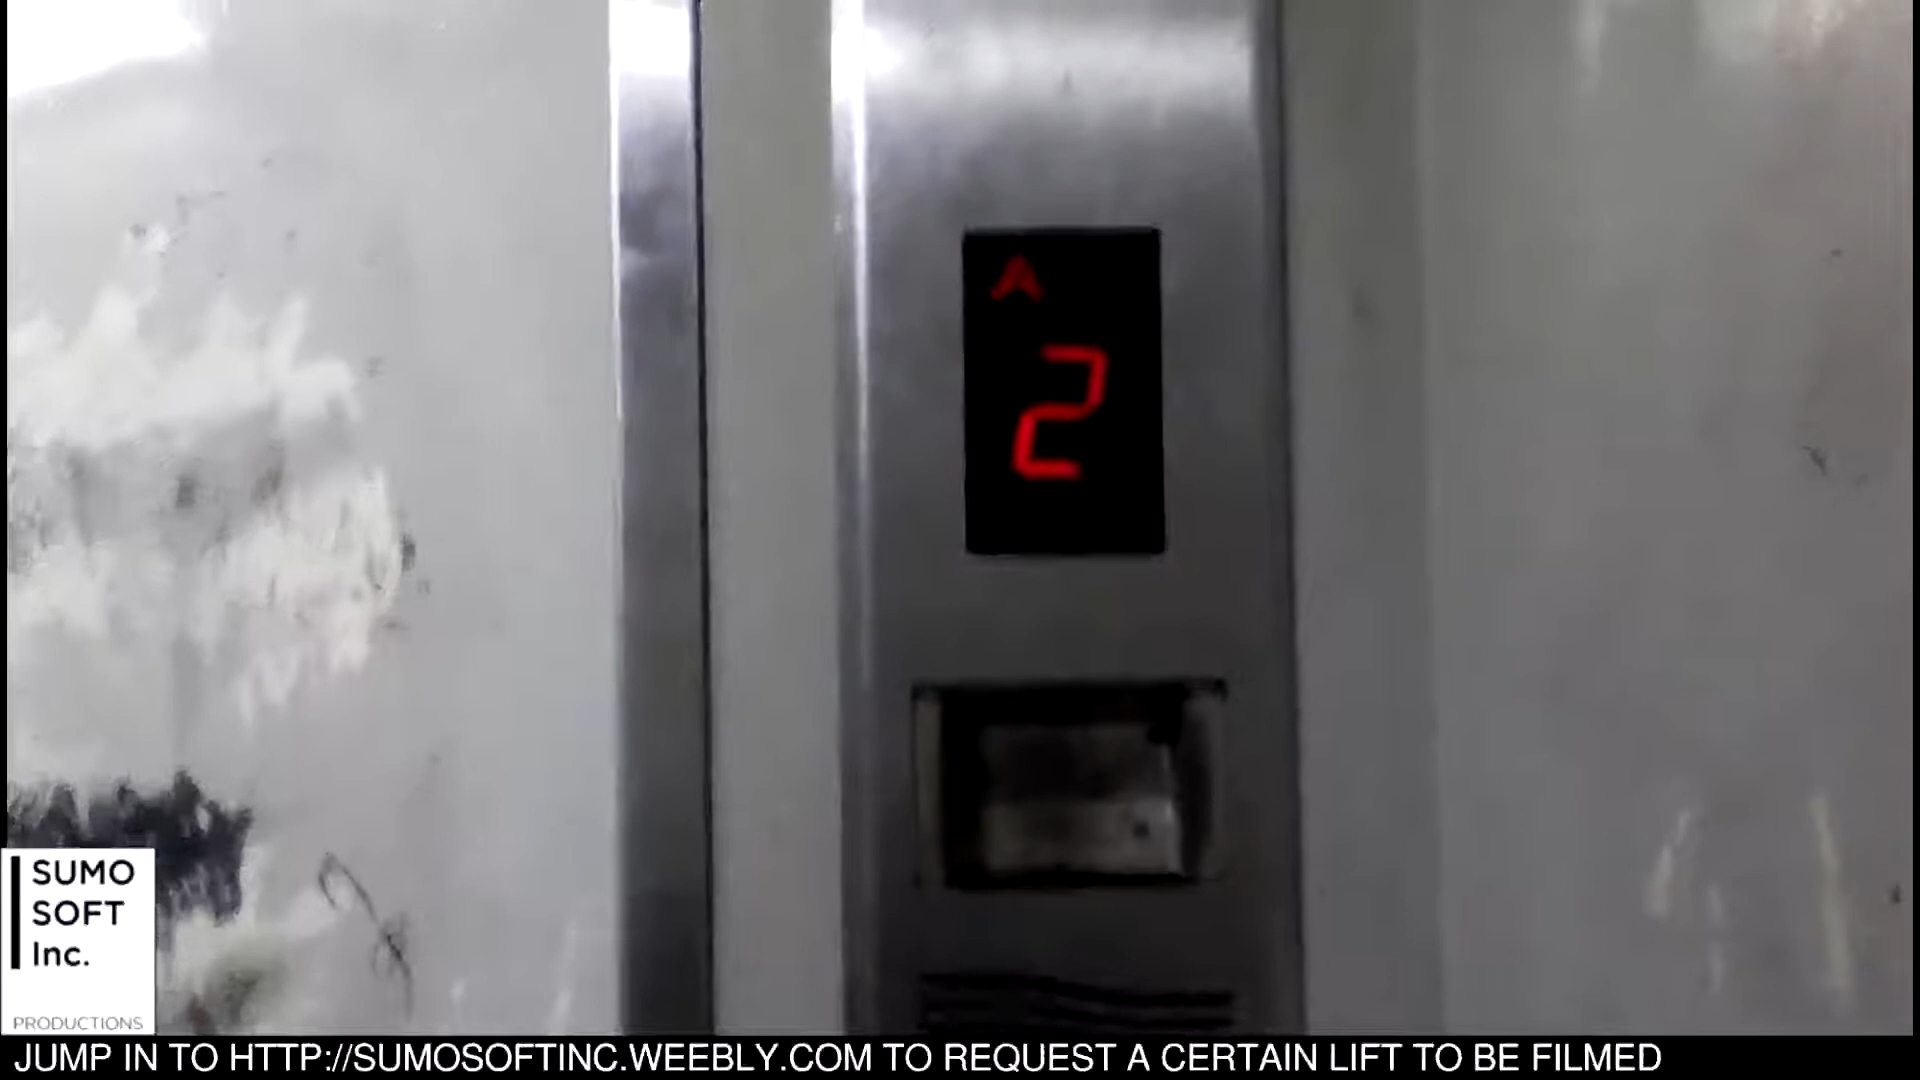 2
SUMO
SOFT
Inc.
PRODUCTIONS
JUMP IN TO HTTP://SUMOSOFTINC.WEEBLY.COM TO REQUEST A CERTAIN LIFT TO BE FILMED